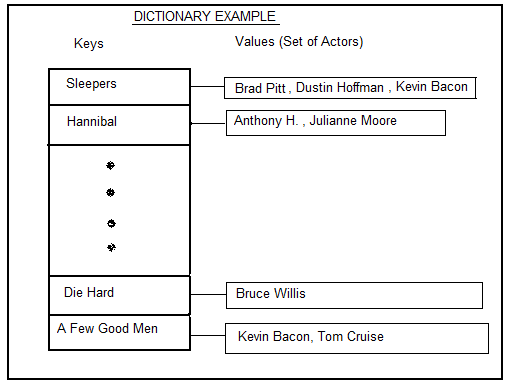 DICTIONARY EXAMPLE
Keys
Values (Set of Actors)
Sleepers
Brad Pitt , Dustin Hoffman , Kevin Bacon
Hannibal
Anthony H. , Julianne Moore
Die Hard
Bruce Willis
A Few Good Men
Kevin Bacon, Tom Cruise